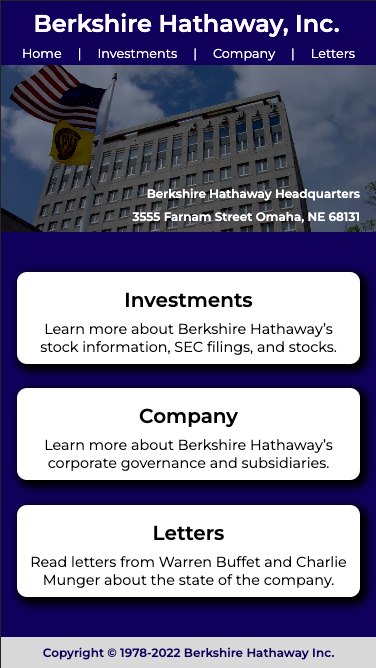 Berkshire Hathaway, Inc.
Home | Investments | Company | Letters
Berkshire Hathaway Headquarters
3555 Farnam Street Omaha, NE 68131
Investments
Learn more about Berkshire Hathaway’s
stock information, SEC filings, and stocks.
Company
Learn more about Berkshire Hathaway’s
corporate governance and subsidiaries.
Letters
Read letters from Warren Buffet and Charlie
Munger about the state of the company.
Copyright © 1978-2022 Berkshire Hathaway Inc.